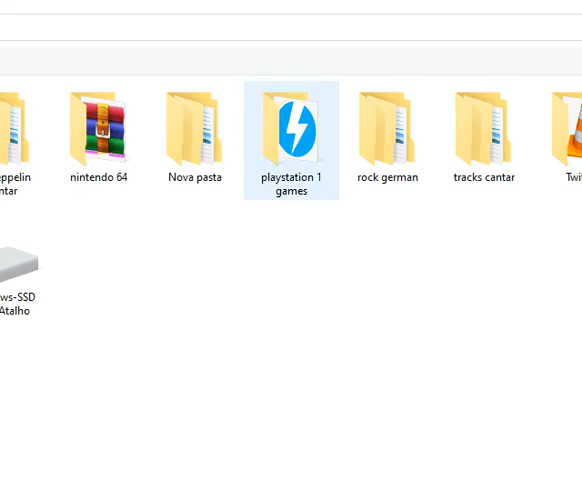 eppelin
ntar
nintendo 64
Nova pasta
playstation 1
games
rock german
tracks cantar
Twi
ws-SSD
Atalho